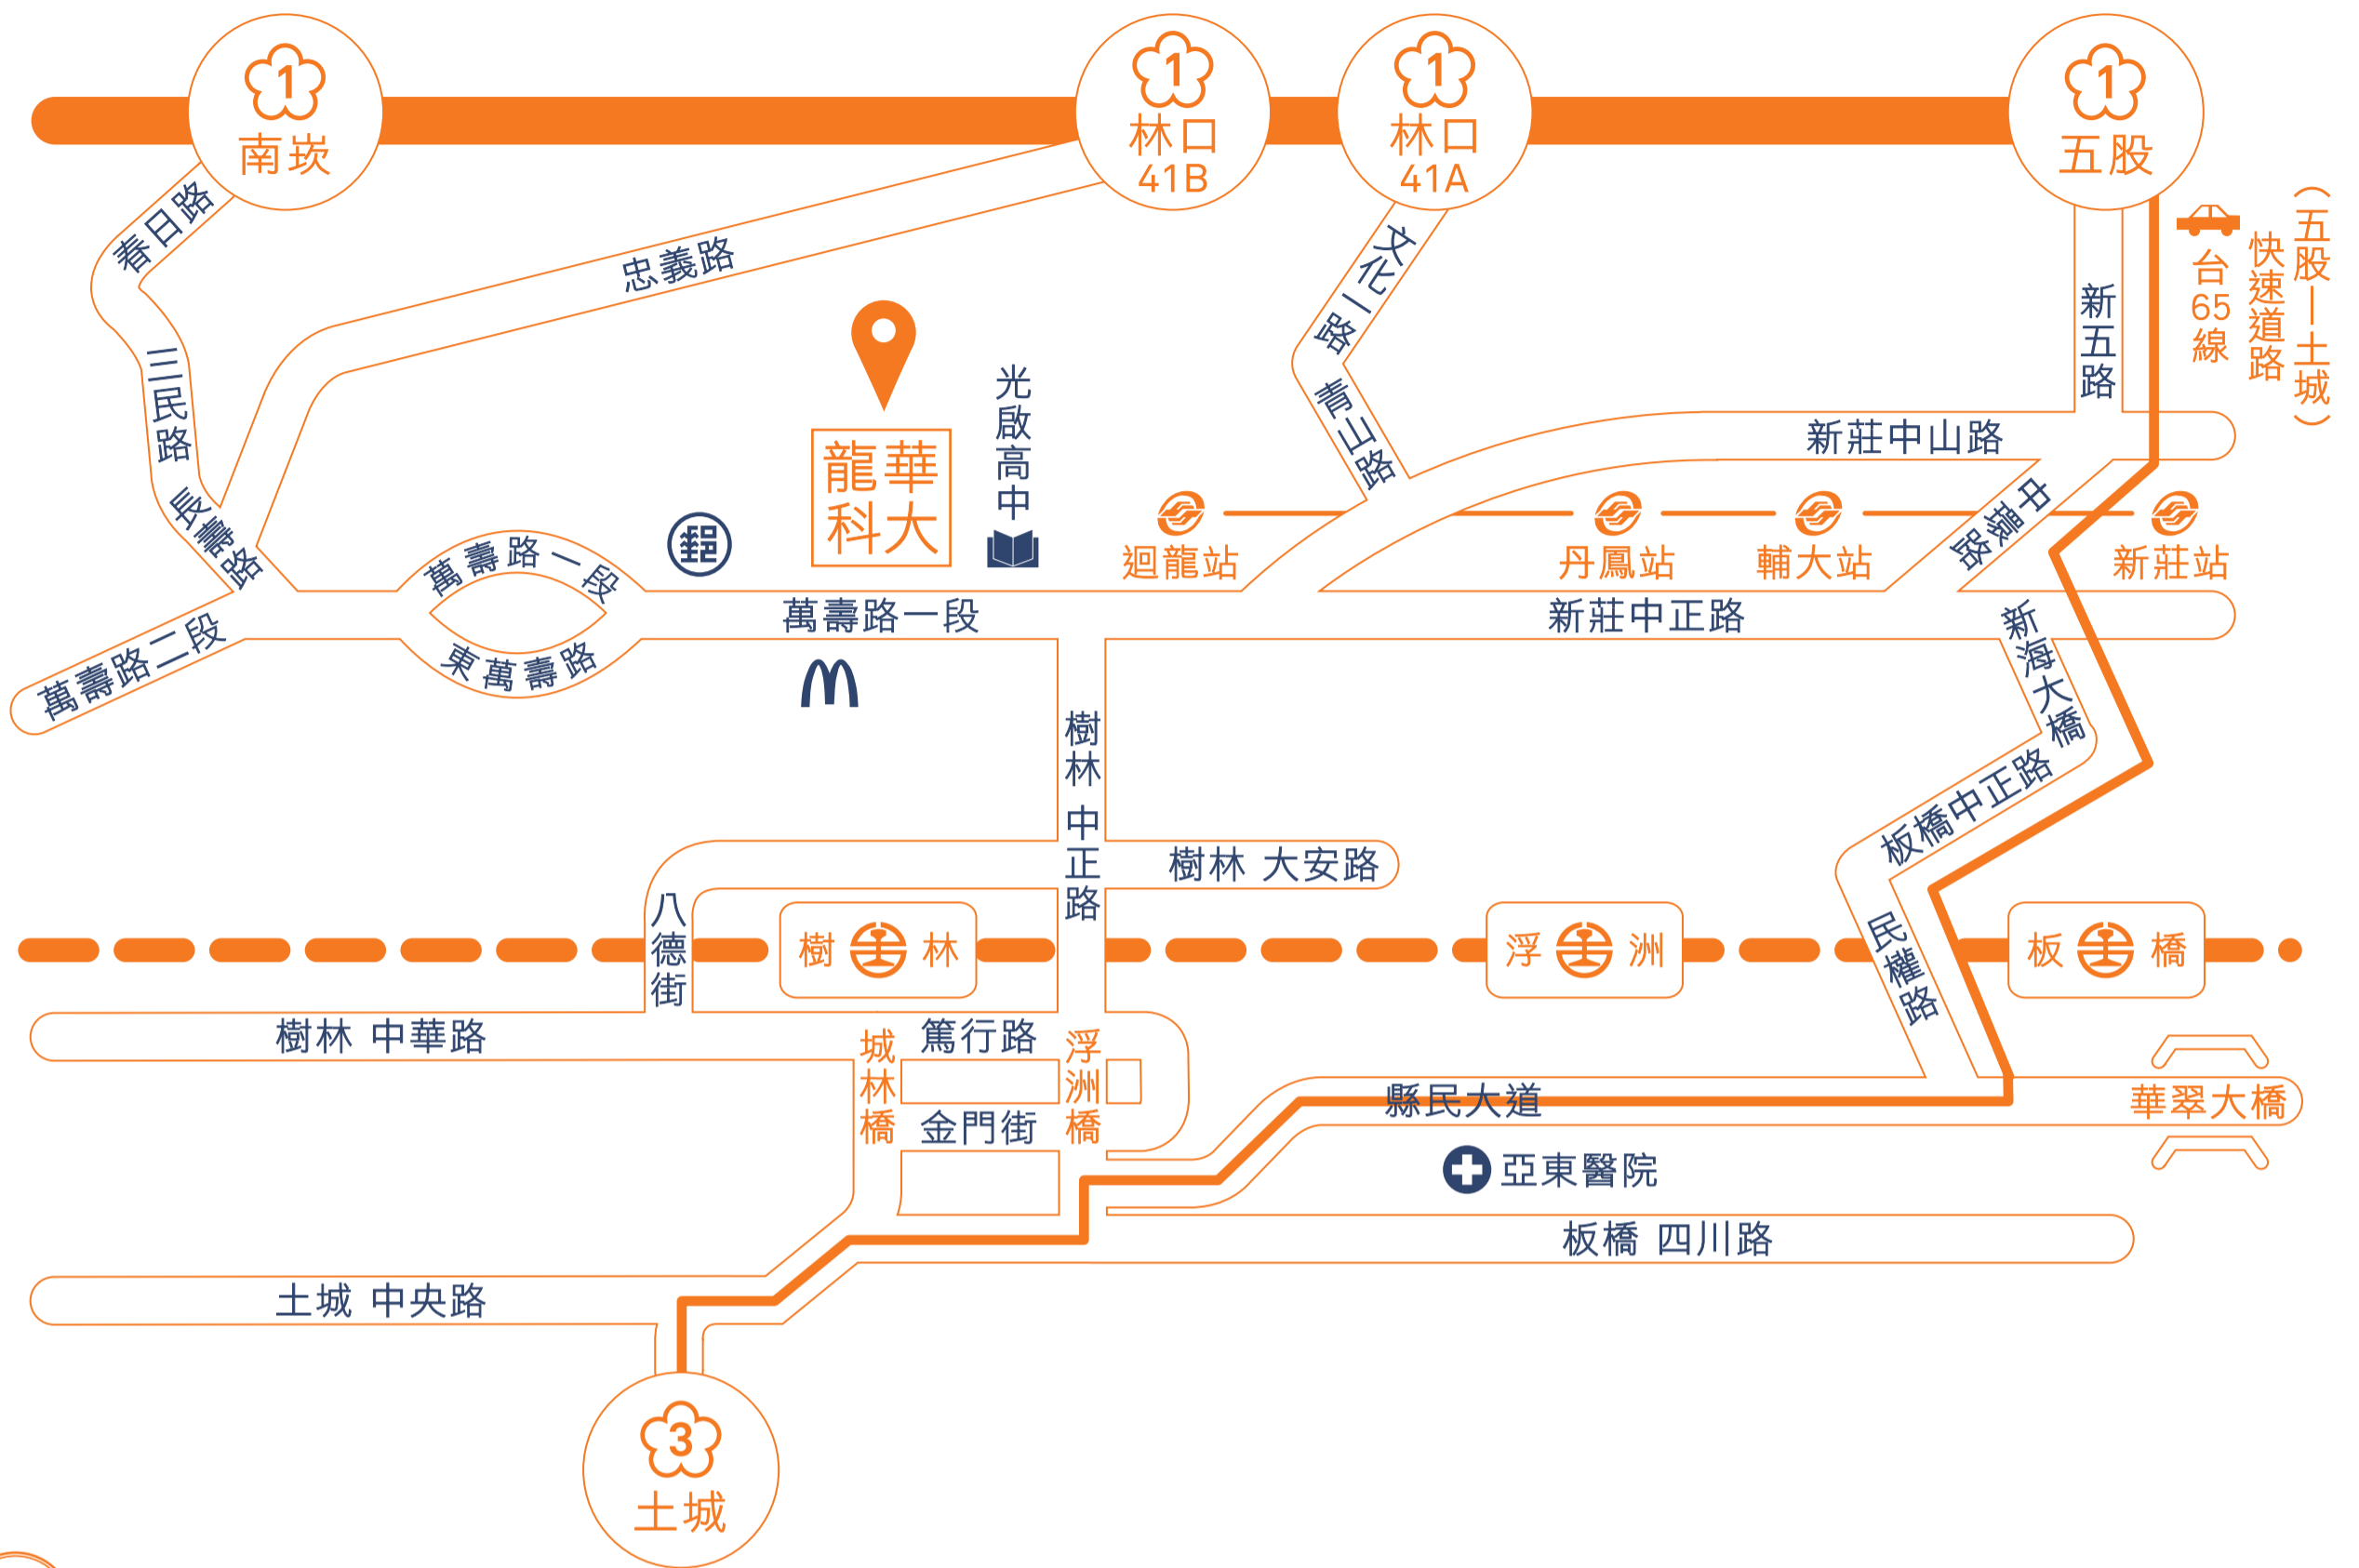 1
南崁
1
林口
41B
1
林口
41A
1
五股
春日路
忠義路
文化一路
新五路
台65線
快速道路
（五股—土城）
三民路
光啟高中
青山路
新莊中山路
龍華
科大
長壽路
萬壽路一段
迴龍站
丹鳳站
輔大站
中環路
新莊站
萬壽路一段
新莊中正路
萬壽路二段
東萬壽路
新海大橋
樹林 中正路
板橋中正路
樹林 大安路
八德街
樹 林
浮 洲
板 橋
民權路
樹林 中華路
城林橋
篤行路
浮洲橋
金門街
縣民大道
華翠大橋
亞東醫院
板橋 四川路
土城 中央路
3
土城